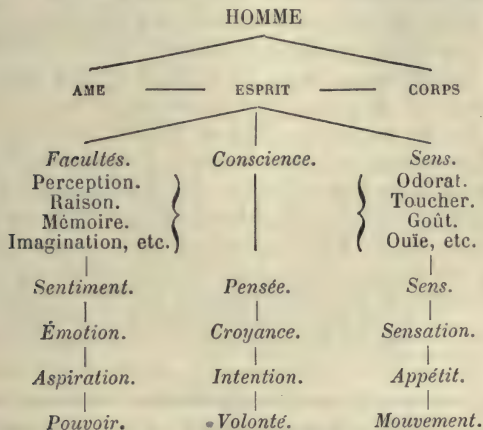 HOMME
AME ESPRIT CORPS
Facultés. Conscience. Sens.
Perception. Odorat.
Raison. Toucher.
Mémoire. Goût.
Imagination, etc. Ouïe, etc.
Sentiment. Pensée. Sens.
Émotion. Croyance. Sensation.
Aspiration. Intention. Appétit.
Pouvoir. Volonté. Mouvement.